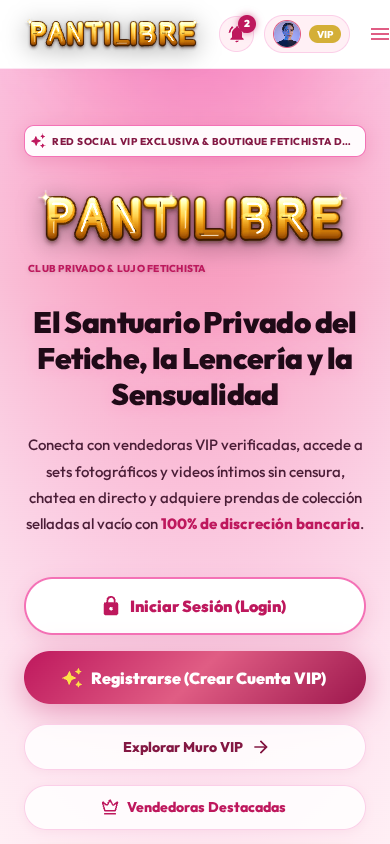 PANTILIBRE
2
VIP
RED SOCIAL VIP EXCLUSIVA & BOUTIQUE FETICHISTA D...
PANTILIBRE
CLUB PRIVADO & LUJO FETICHISTA
El Santuario Privado del
Fetiche, la Lencería y la
Sensualidad
Conecta con vendedoras VIP verificadas, accede a
sets fotográficos y videos íntimos sin censura,
chatea en directo y adquiere prendas de colección
selladas al vacío con 100% de discreción bancaria.
Iniciar Sesión (Login)
Registrarse (Crear Cuenta VIP)
Explorar Muro VIP
Vendedoras Destacadas